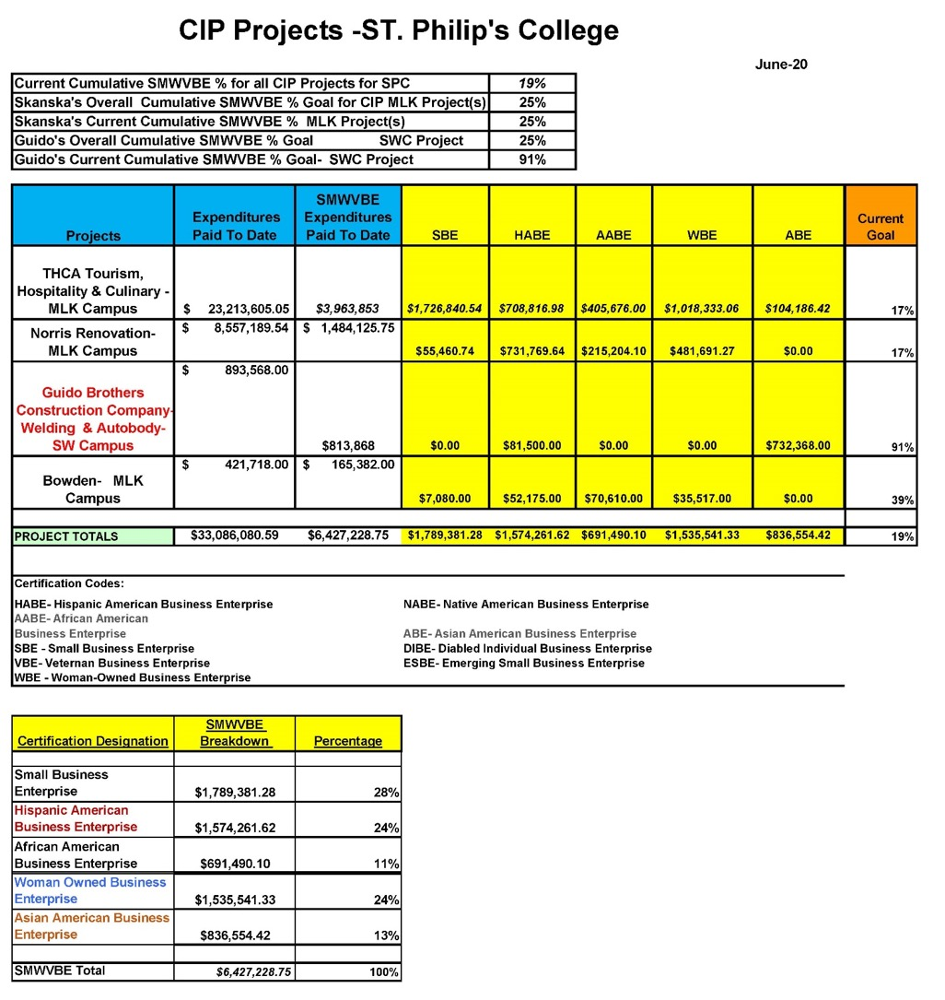 CIP Projects -ST. Philip's College
June-20
Current Cumulative SMWVBE % for all CIP Projects for SPC 19%
Skanska's Overall Cumulative SMWVBE % Goal for CIP MLK Project(s) 25%
Skanska's Current Cumulative SMWVBE % MLK Project(s) 25%
Guido's Overall Cumulative SMWVBE % Goal SWC Project 25%
Guido's Current Cumulative SMWVBE % Goal- SWC Project 91%
SMWVBE
Expenditures Expenditures Current
Projects Paid To Date Paid To Date SBE HABE AABE WBE ABE Goal
THCA Tourism,
Hospitality & Culinary -
MLK Campus $ 23,213,605.05 $3,963,853 $1,726,840.54 $708,816.98 $405,676.00 $1,018,333.06 $104,186.42 17%
$ 8,557,189.54 $ 1,484,125.75
Norris Renovation-
MLK Campus $55,460.74 $731,769.64 $215,204.10 $481,691.27 $0.00 17%
$ 893,568.00
Guido Brothers
Construction Company-
Welding & Autobody-
SW Campus $813,868 $0.00 $81,500.00 $0.00 $0.00 $732,368.00 91%
$ 421,718.00 $ 165,382.00
Bowden- MLK
Campus $7,080.00 $52,175.00 $70,610.00 $35,517.00 $0.00 39%
PROJECT TOTALS $33,086,080.59 $6,427,228.75 $1,789,381.28 $1,574,261.62 $691,490.10 $1,535,541.33 $836,554.42 19%
Certification Codes:
HABE- Hispanic American Business Enterprise NABE- Native American Business Enterprise
AABE- African American
Business Enterprise ABE- Asian American Business Enterprise
SBE - Small Business Enterprise DIBE- Diabled Individual Business Enterprise
VBE- Veternan Business Enterprise ESBE- Emerging Small Business Enterprise
WBE - Woman-Owned Business Enterprise
SMWVBE
Certification Designation Breakdown Percentage
Small Business
Enterprise $1,789,381.28 28%
Hispanic American
Business Enterprise $1,574,261.62 24%
African American
Business Enterprise $691,490.10 11%
Woman Owned Business
Enterprise $1,535,541.33 24%
Asian American Business
Enterprise $836,554.42 13%
SMWVBE Total $6,427,228.75 100%